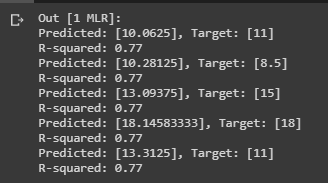 Out [1 MLR]:
Predicted: [10.0625], Target: [11]
R-squared: 0.77
Predicted: [10.28125], Target: [8.5]
R-squared: 0.77
Predicted: [13.09375], Target: [15]
R-squared: 0.77
Predicted: [18.14583333], Target: [18]
R-squared: 0.77
Predicted: [13.3125], Target: [11]
R-squared: 0.77